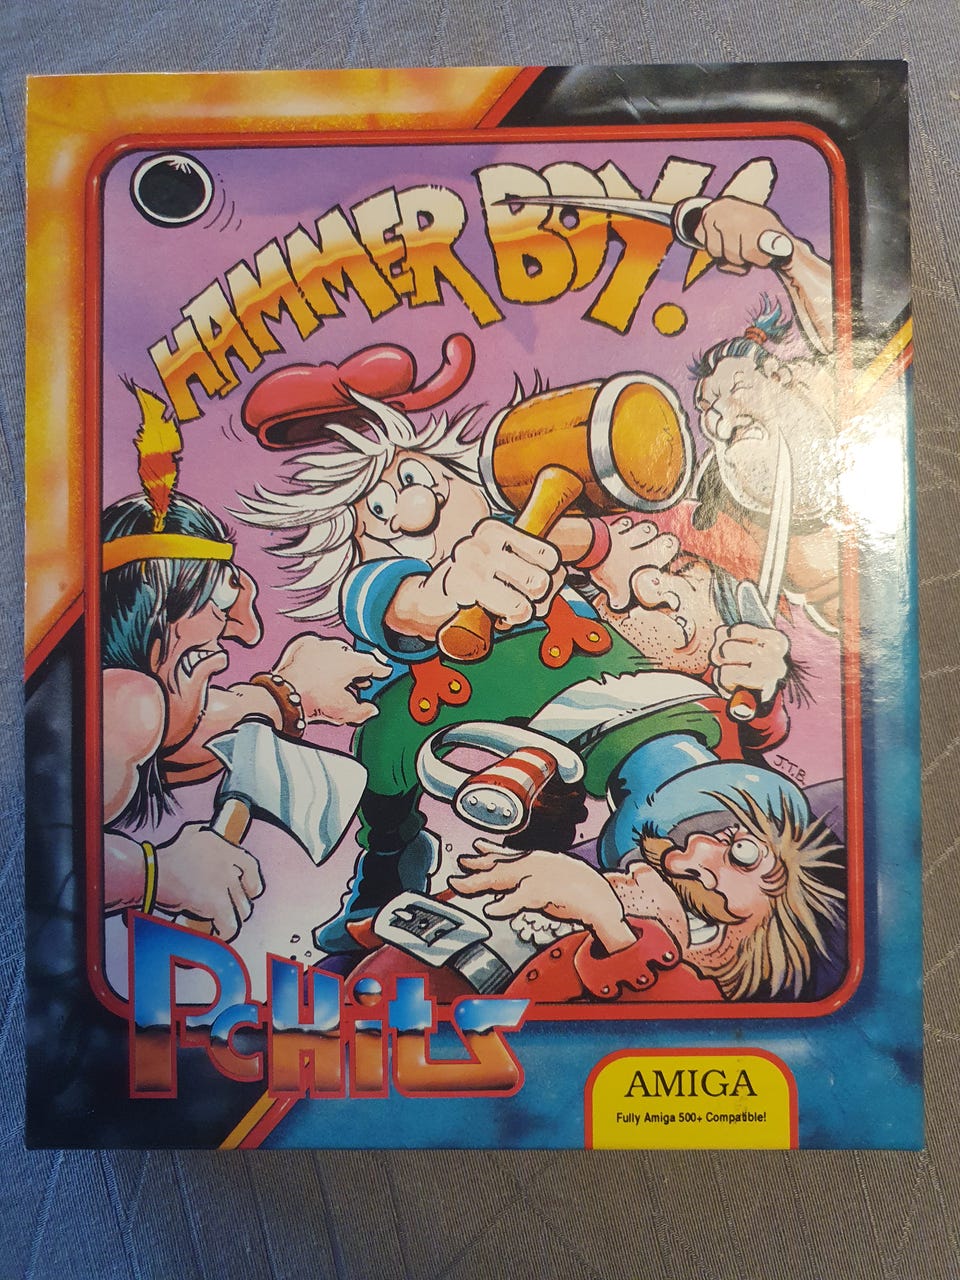 HAMMER BOY!
J.T.B.
PcHits
AMIGA
Fully Amiga 500+ Compatible!